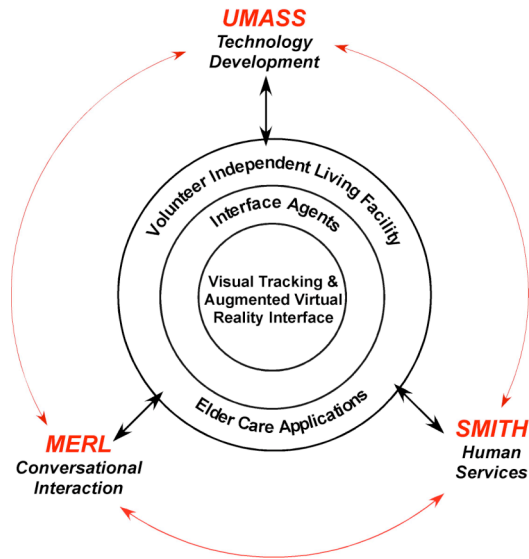 UMASS
Technology
Development
Volunteer Independent Living Facility
Interface Agents
Visual Tracking &
Augmented Virtual
Reality Interface
Elder Care Applications
MERL
Conversational
Interaction
SMITH
Human
Services